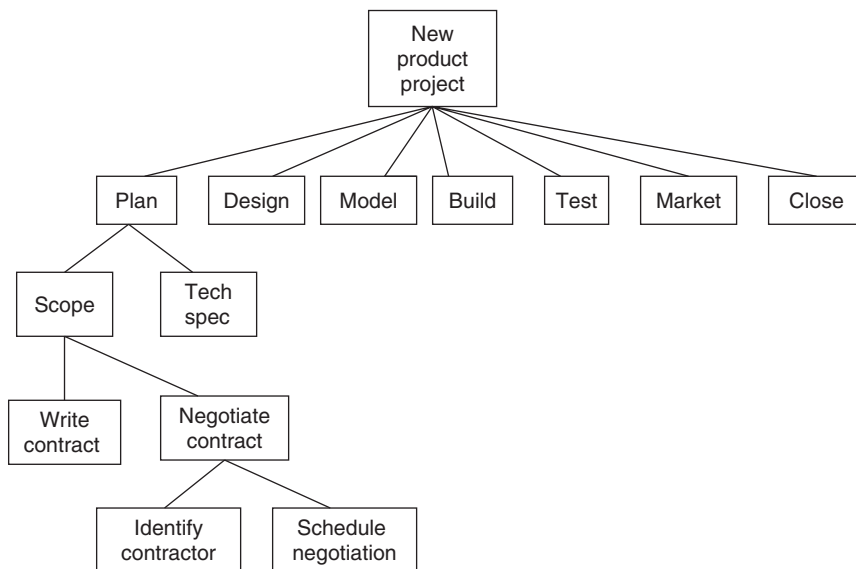 New
product
project
Plan
Design
Model
Build
Test
Market
Close
Scope
Tech
spec
Write
contract
Negotiate
contract
Identify
contractor
Schedule
negotiation